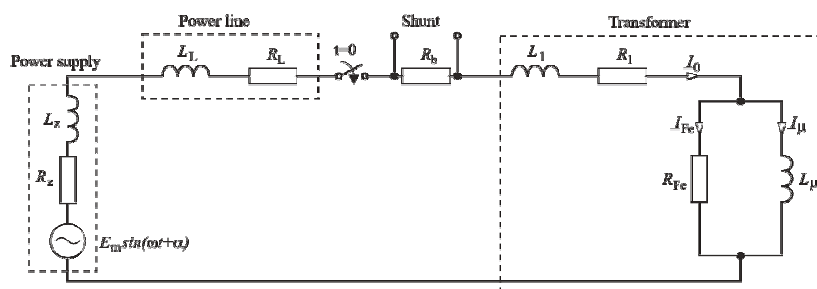 Power line
Shunt
Transformer
L_L
R_L
t=0
R_b
L_1
R_1
I_0
Power supply
L_z
I_Fe
I_μ
R_z
R_Fe
L_μ
E_m sin(ωt+α)